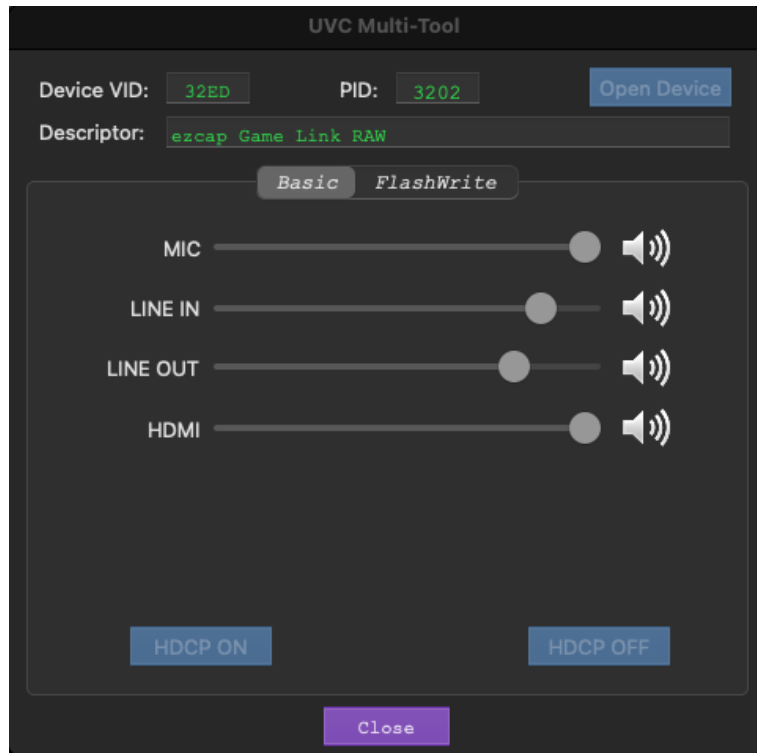 UVC Multi-Tool
Device VID: 32ED PID: 3202 Open Device
Descriptor: ezcap Game Link RAW
Basic FlashWrite
MIC
LINE IN
LINE OUT
HDMI
HDCP ON HDCP OFF
Close